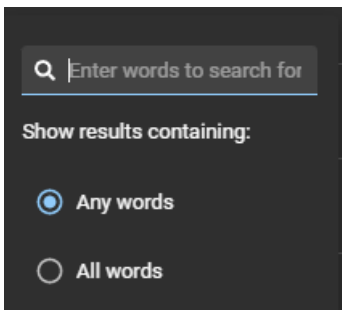 Enter words to search for
Show results containing:
Any words
All words